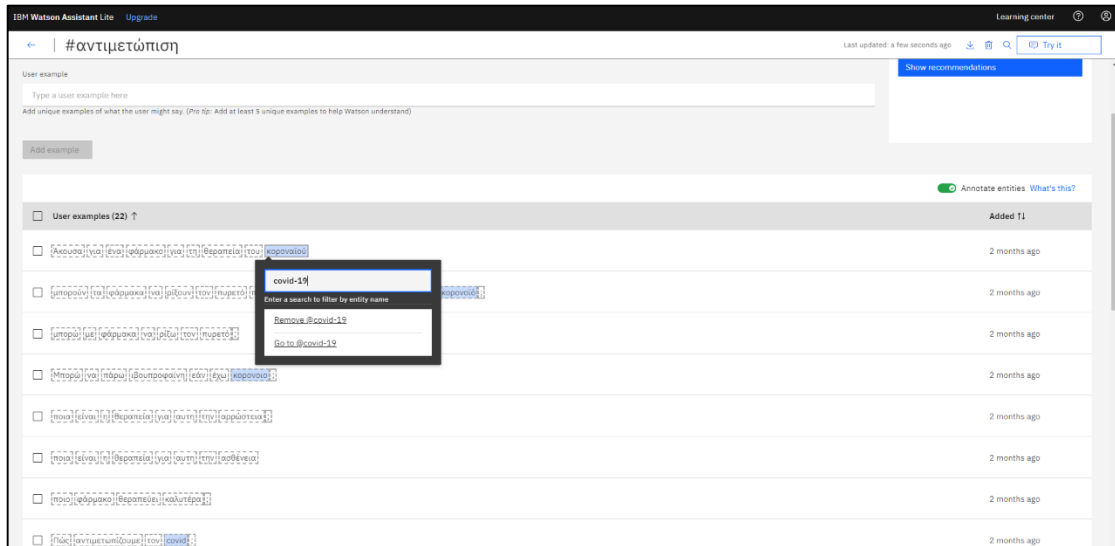 IBM Watson Assistant Lite Upgrade Learning center
#αντιμετώπιση Last updated: a few seconds ago Try it
User example Show recommendations
Type a user example here
Add unique examples of what the user might say. (Pro tip: Add at least 5 unique examples to help Watson understand)
Add example
Annotate entities What's this?
User examples (22) Added
Άκουσα για ένα φάρμακο για τη θεραπεία του κοροναϊού 2 months ago
covid-19
Enter a search to filter by entity name
Remove @covid-19
Go to @covid-19
μπορούν τα φάρμακα να ρίξουν τον πυρετό κορονοιό ; 2 months ago
μπορώ με φάρμακα να ρίξω τον πυρετό ; 2 months ago
Μπορώ να πάρω ιβουπροφαίνη εάν έχω κορονοιο ; 2 months ago
ποια είναι η θεραπεία για αυτη την αρρώστεια ; 2 months ago
ποια είναι η θεραπεία για αυτη την ασθένεια 2 months ago
ποιο φάρμακο θεραπεύει καλυτέρα ; 2 months ago
Πώς αντιμετωπίζουμε τον covid ; 2 months ago